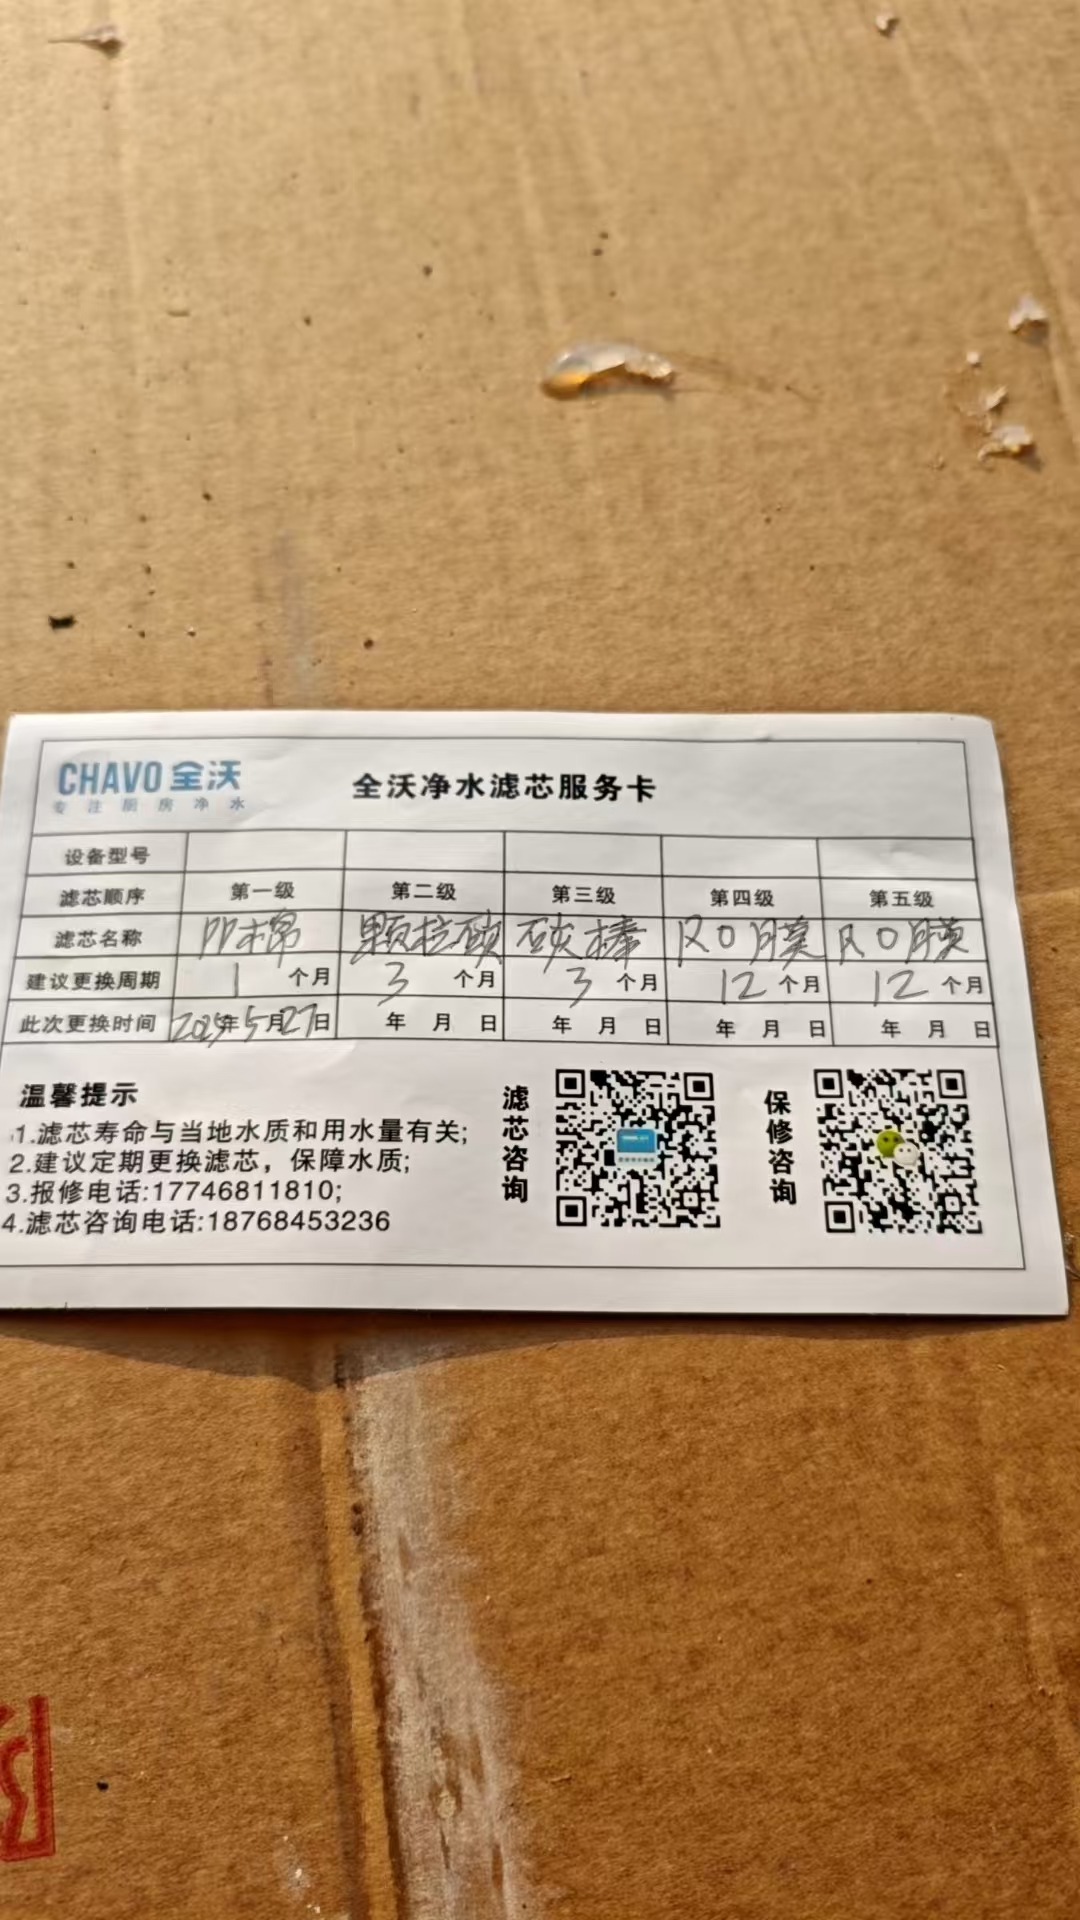 CHAVO 全沃
专注厨房净水
全沃净水滤芯服务卡
设备型号
滤芯顺序 第一级 第二级 第三级 第四级 第五级
滤芯名称 PP棉 颗粒碳 碳棒 RO膜 RO膜
建议更换周期 1个月 3个月 3个月 12个月 12个月
此次更换时间 2025年5月27日 年 月 日 年 月 日 年 月 日 年 月 日
温馨提示
1.滤芯寿命与当地水质和用水量有关;
2.建议定期更换滤芯，保障水质;
3.报修电话:17746811810;
4.滤芯咨询电话:18768453236
滤芯咨询
保修咨询